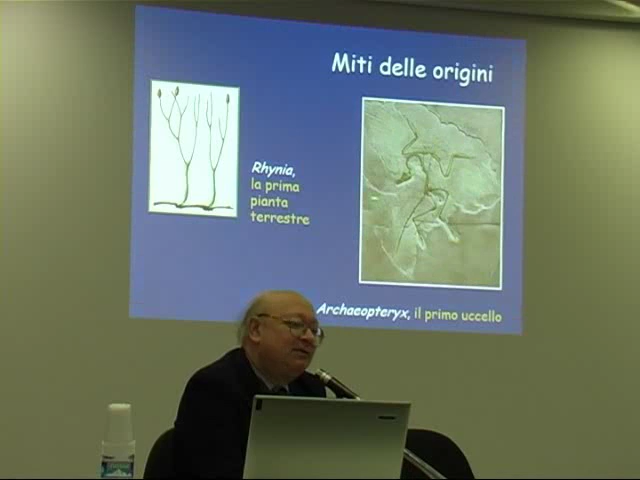 Miti delle origini
Rhynia,
la prima
pianta
terrestre
Archaeopteryx, il primo uccello